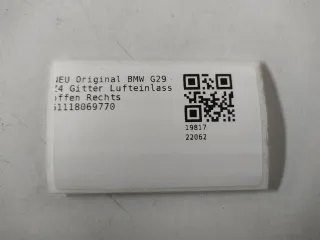 NEU Original BMW G29
Z4 Gitter Lufteinlass
offen Rechts
51118069770
19817
22062